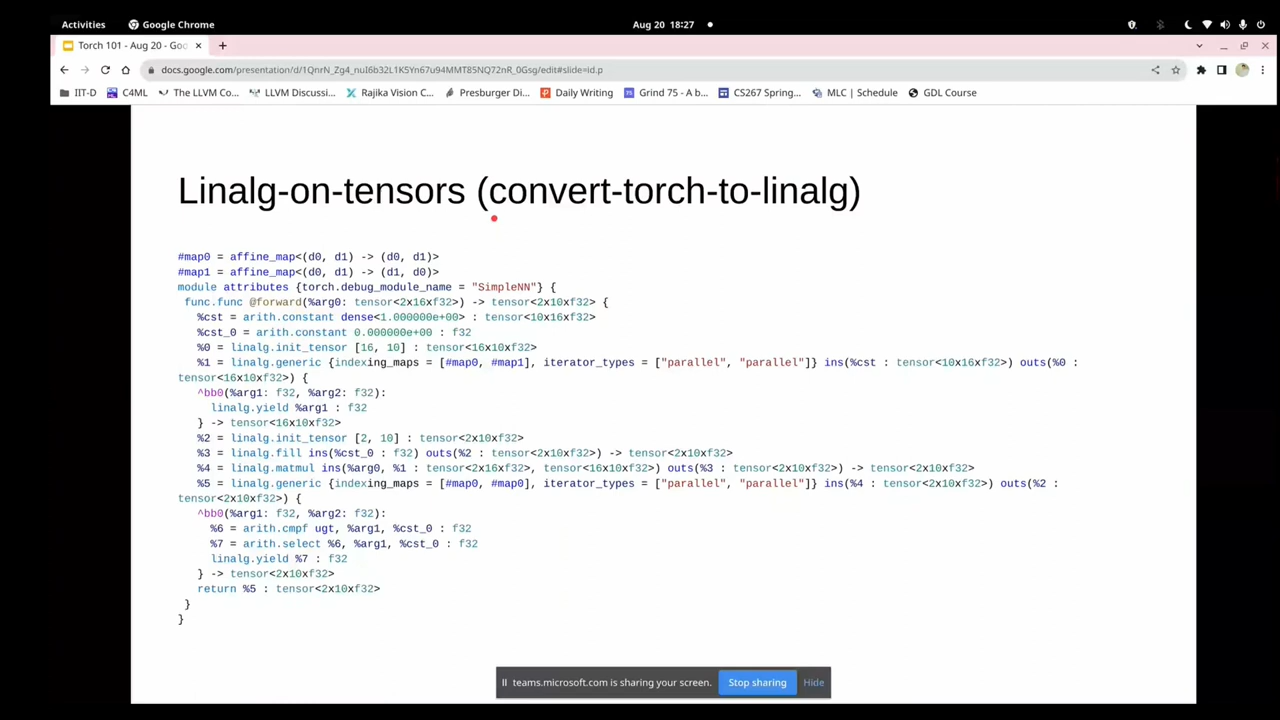 Activities
Google Chrome
Aug 20 18:27
Torch 101 - Aug 20 - Goo
docs.google.com/presentation/d/1QnrN_Zg4_nuI6b32L1K5Yn67u94MMT85NQ72nR_0Gsg/edit#slide=id.p
IIT-D C4ML The LLVM Co... LLVM Discussi... Rajika Vision C... Presburger Di... Daily Writing Grind 75 - A b... CS267 Spring... MLC | Schedule GDL Course
Linalg-on-tensors (convert-torch-to-linalg)
#map0 = affine_map<(d0, d1) -> (d0, d1)>
#map1 = affine_map<(d0, d1) -> (d1, d0)>
module attributes {torch.debug_module_name = "SimpleNN"} {
func.func @forward(%arg0: tensor<2x16xf32>) -> tensor<2x10xf32> {
%cst = arith.constant dense<1.000000e+00> : tensor<10x16xf32>
%cst_0 = arith.constant 0.000000e+00 : f32
%0 = linalg.init_tensor [16, 10] : tensor<16x10xf32>
%1 = linalg.generic {indexing_maps = [#map0, #map1], iterator_types = ["parallel", "parallel"]} ins(%cst : tensor<10x16xf32>) outs(%0 :
tensor<16x10xf32>) {
^bb0(%arg1: f32, %arg2: f32):
linalg.yield %arg1 : f32
} -> tensor<16x10xf32>
%2 = linalg.init_tensor [2, 10] : tensor<2x10xf32>
%3 = linalg.fill ins(%cst_0 : f32) outs(%2 : tensor<2x10xf32>) -> tensor<2x10xf32>
%4 = linalg.matmul ins(%arg0, %1 : tensor<2x16xf32>, tensor<16x10xf32>) outs(%3 : tensor<2x10xf32>) -> tensor<2x10xf32>
%5 = linalg.generic {indexing_maps = [#map0, #map0], iterator_types = ["parallel", "parallel"]} ins(%4 : tensor<2x10xf32>) outs(%2 :
tensor<2x10xf32>) {
^bb0(%arg1: f32, %arg2: f32):
%6 = arith.cmpf ugt, %arg1, %cst_0 : f32
%7 = arith.select %6, %arg1, %cst_0 : f32
linalg.yield %7 : f32
} -> tensor<2x10xf32>
return %5 : tensor<2x10xf32>
}
}
teams.microsoft.com is sharing your screen. Stop sharing Hide